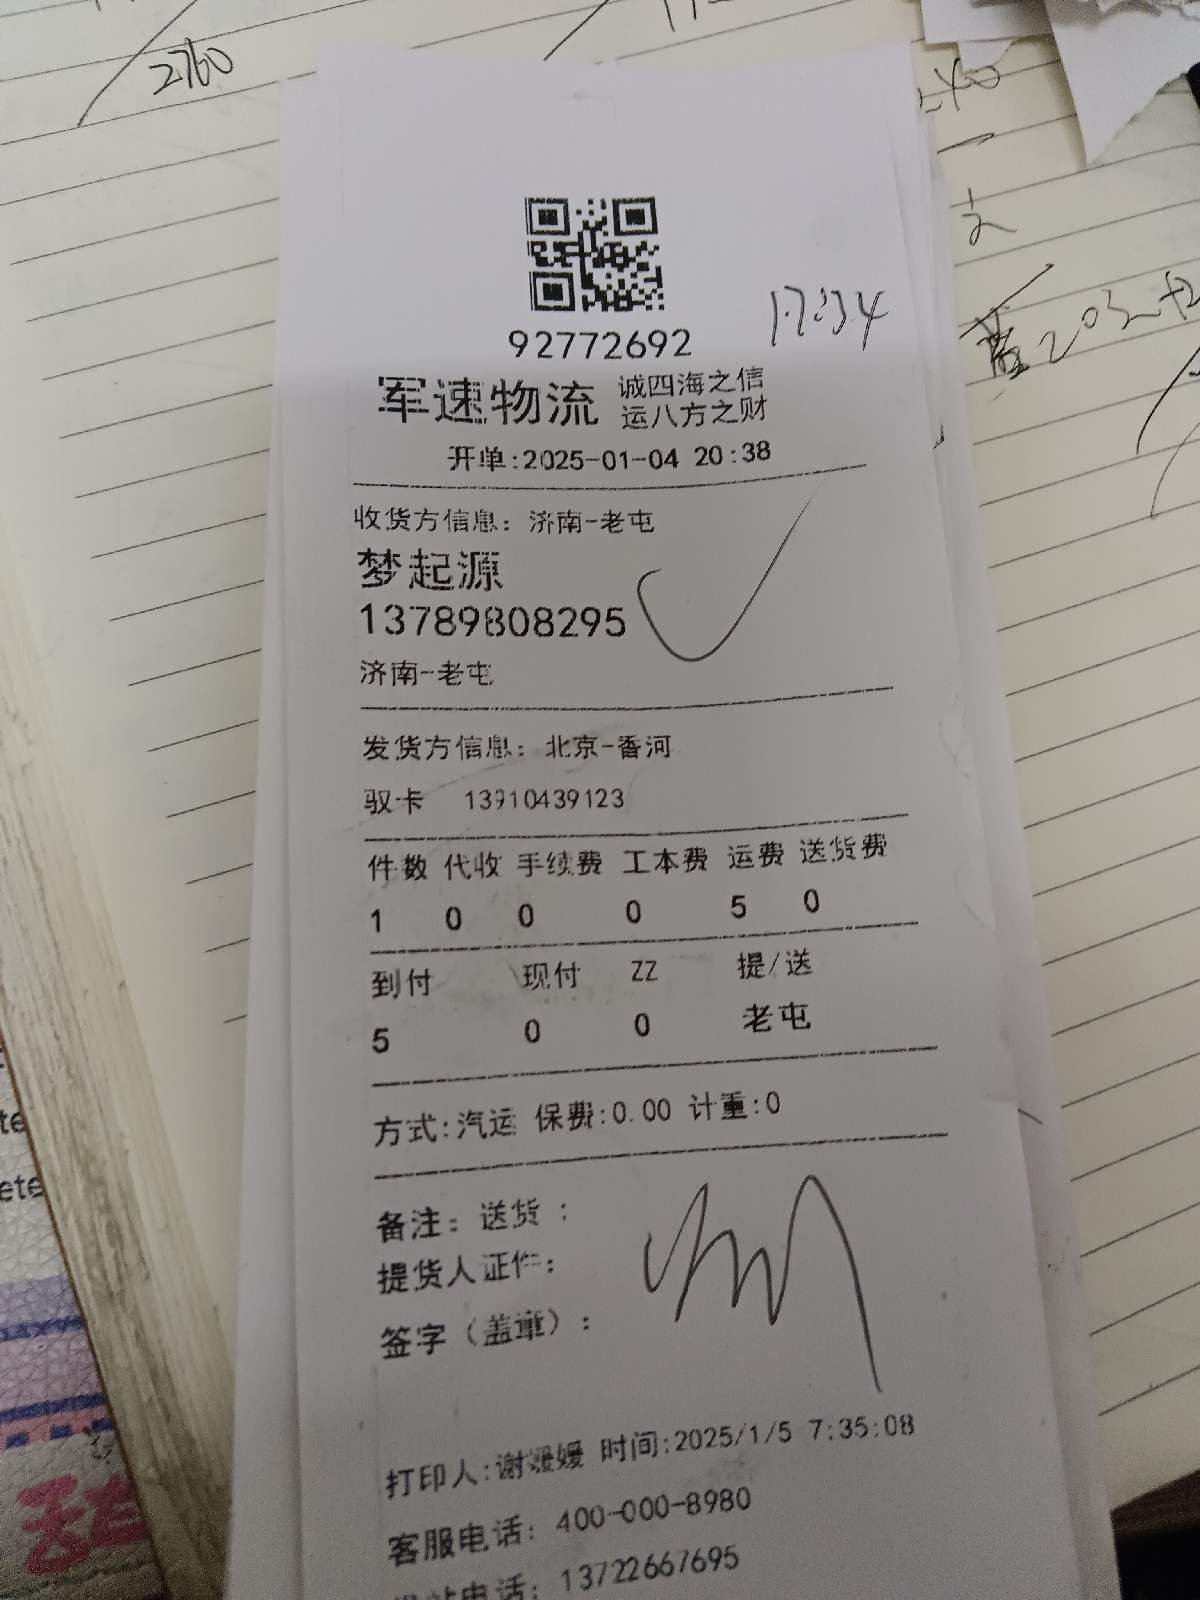 2760
92772692
17:34
军速物流 诚四海之信
运八方之财
开单:2025-01-04 20:38
收货方信息：济南-老屯
梦起源
13789808295
济南-老屯
发货方信息：北京-香河
驭卡 13910439123
件数 代收 手续费 工本费 运费 送货费
1 0 0 0 5 0
到付 现付 ZZ 提/送
5 0 0 老屯
方式:汽运 保费:0.00 计重:0
备注：送货：
提货人证件：
签字（盖章）：
打印人:谢媛媛 时间:2025/1/5 7:35:08
客服电话：400-000-8980
站电话：13722667695